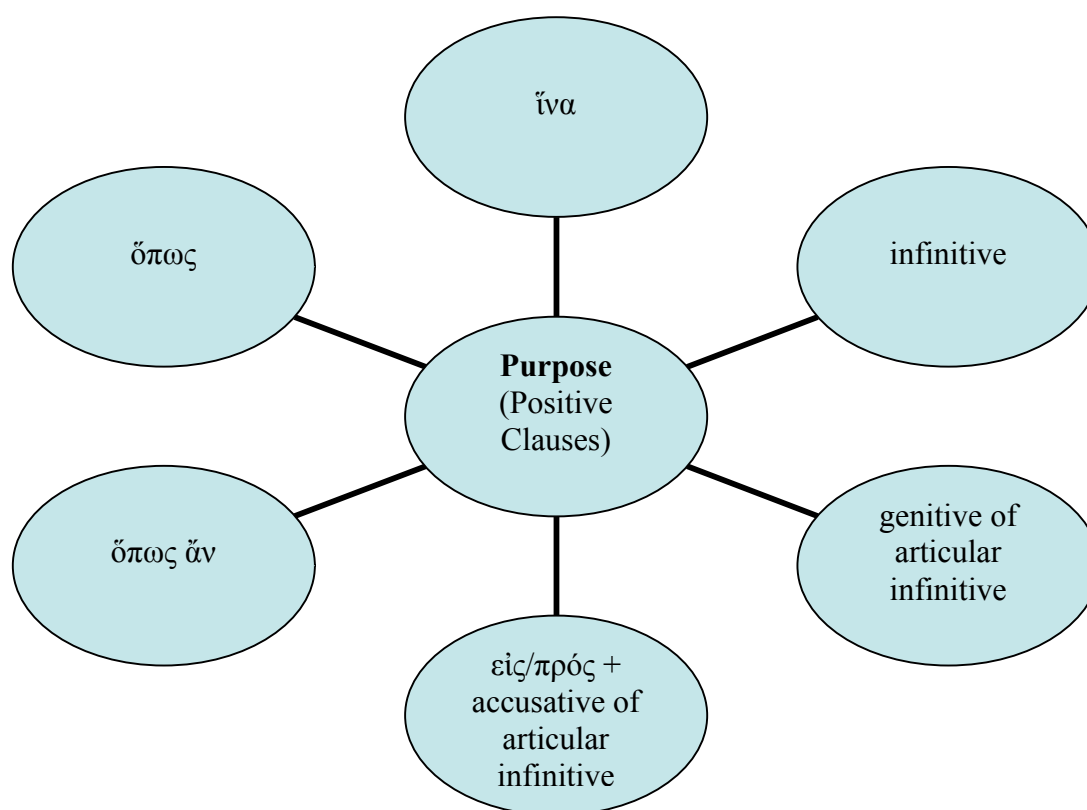 ἵνα
ὅπως
infinitive
Purpose
(Positive
Clauses)
ὅπως ἄν
genitive of
articular
infinitive
εἰς/πρός +
accusative of
articular
infinitive